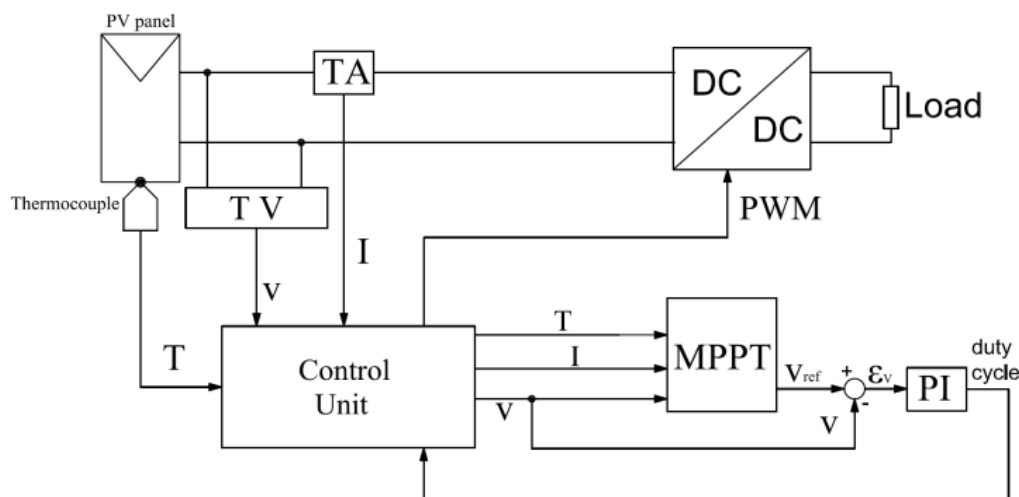 PV panel
TA
DC
DC
Load
Thermocouple
T V
PWM
I
v
T
Control
Unit
T
I
v
MPPT
Vref
+
-
v
εv
PI
duty
cycle